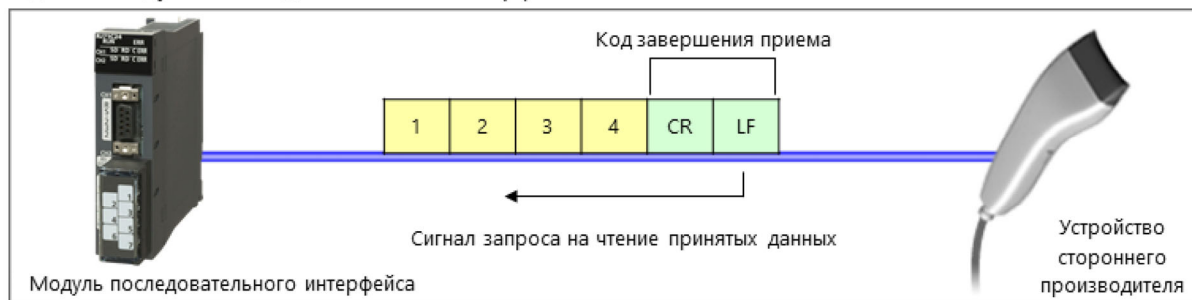 Код завершения приема
1 2 3 4 CR LF
Сигнал запроса на чтение принятых данных
Модуль последовательного интерфейса
Устройство
стороннего
производителя